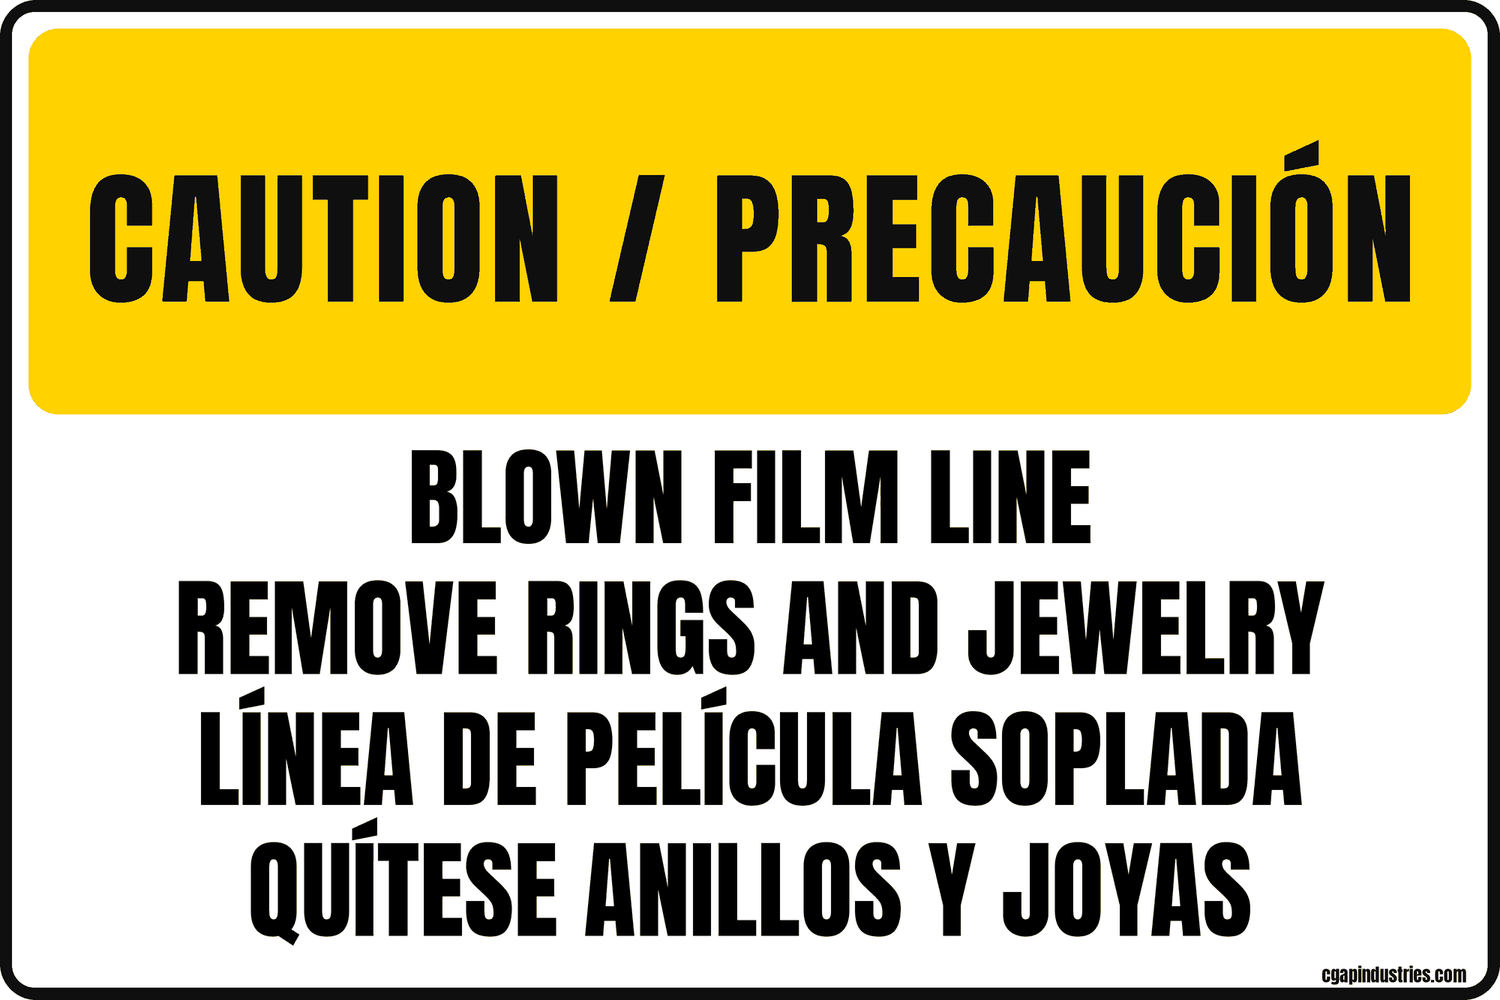 CAUTION / PRECAUCIÓN
BLOWN FILM LINE
REMOVE RINGS AND JEWELRY
LÍNEA DE PELÍCULA SOPLADA
QUÍTESE ANILLOS Y JOYAS
cgapindustries.com